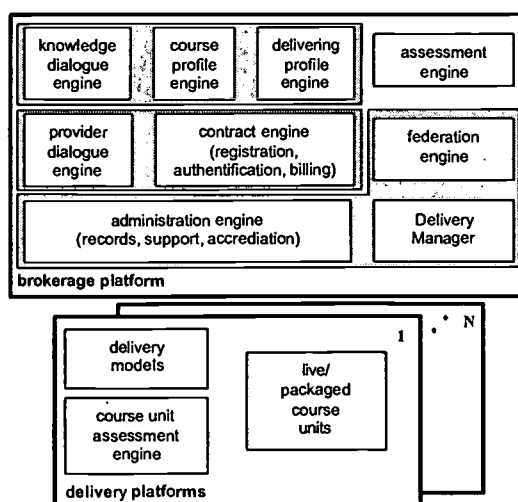 knowledge
dialogue
engine
course
profile
engine
delivering
profile
engine
assessment
engine
provider
dialogue
engine
contract engine
(registration,
authentification, billing)
federation
engine
administration engine
(records, support, accrediation)
Delivery
Manager
brokerage platform
1
N
delivery
models
live/
packaged
course
units
course unit
assessment
engine
delivery platforms